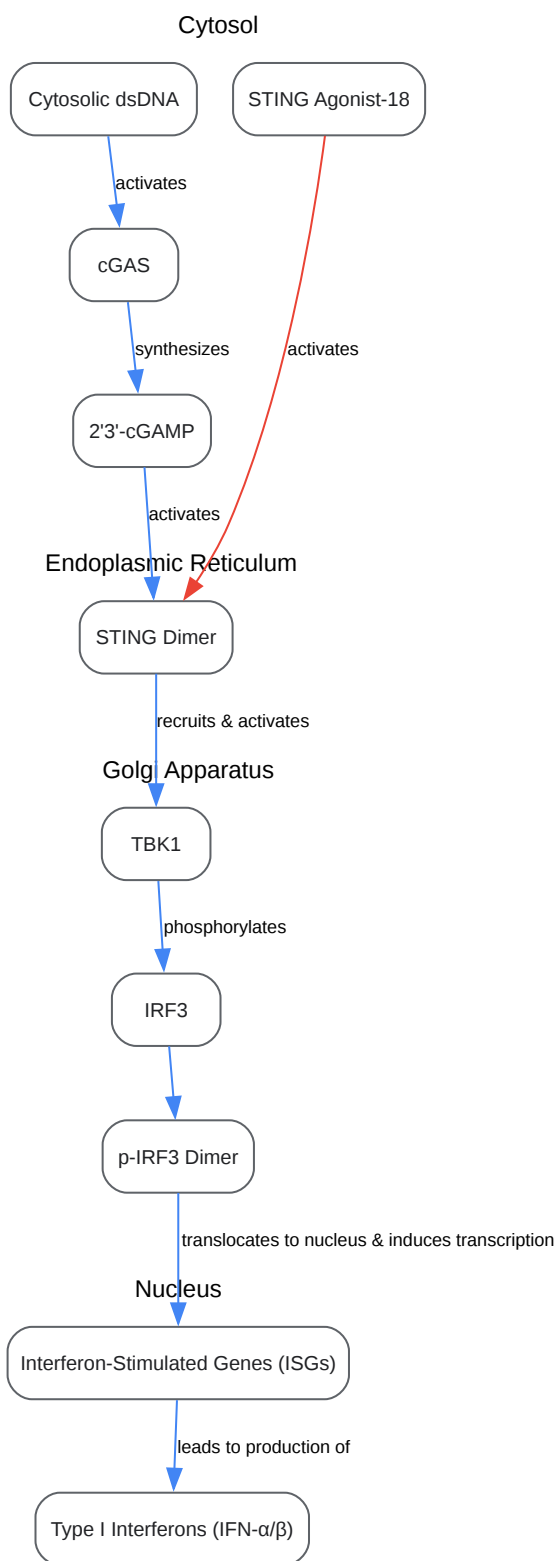 Cytosol
Cytosolic dsDNA
STING Agonist-18
activates
cGAS
synthesizes
activates
2'3'-cGAMP
activates
Endoplasmic Reticulum
STING Dimer
recruits & activates
Golgi Apparatus
TBK1
phosphorylates
IRF3
p-IRF3 Dimer
translocates to nucleus & induces transcription
Nucleus
Interferon-Stimulated Genes (ISGs)
leads to production of
Type I Interferons (IFN-α/β)